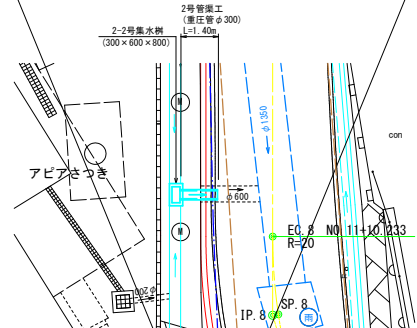 2号管渠工
(重圧管φ300)
L=1.40m
2-2号集水桝
(300×600×800)
M
φ1350
con
アピアさつき
φ600
M
EC.8 NO.11+10.233
R=20
φ200
SP.8
IP.8
雨